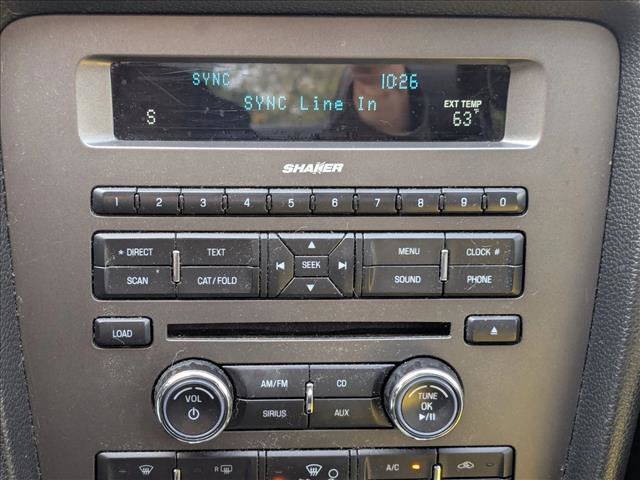 SYNC 10:26
SYNC Line In
EXT TEMP
S 63°F
SHAKER
1 2 3 4 5 6 7 8 9 0
* DIRECT TEXT MENU CLOCK #
SEEK
SCAN CAT/FOLD SOUND PHONE
LOAD
AM/FM CD
VOL TUNE
OK
SIRIUS AUX
R A/C